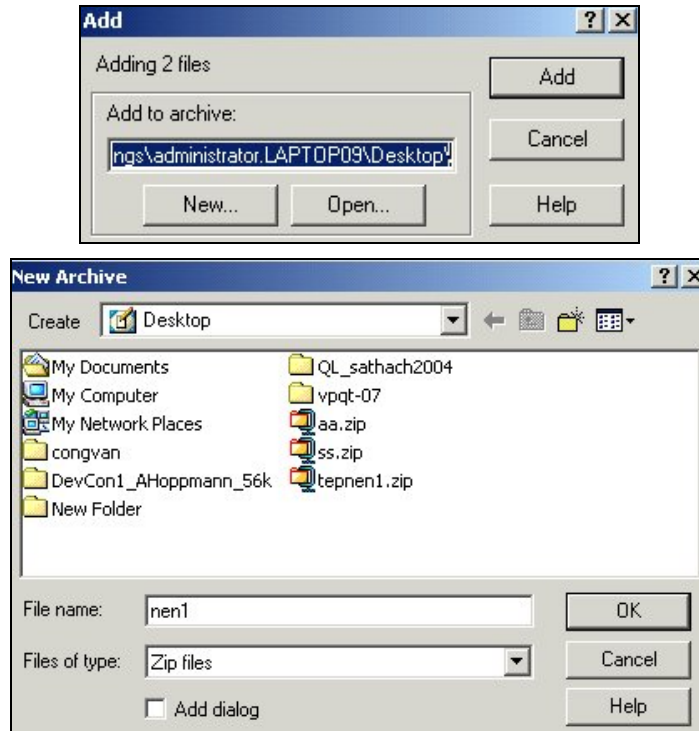 Add
Adding 2 files
Add to archive:
ngs\administrator.LAPTOP09\Desktop\
New...
Open...
Add
Cancel
Help
New Archive
Create
Desktop
My Documents
My Computer
My Network Places
congvan
DevCon1_AHoppmann_56k
New Folder
QL_sathach2004
vpqt-07
aa.zip
ss.zip
tepnen1.zip
File name:
nen1
OK
Files of type:
Zip files
Cancel
Add dialog
Help